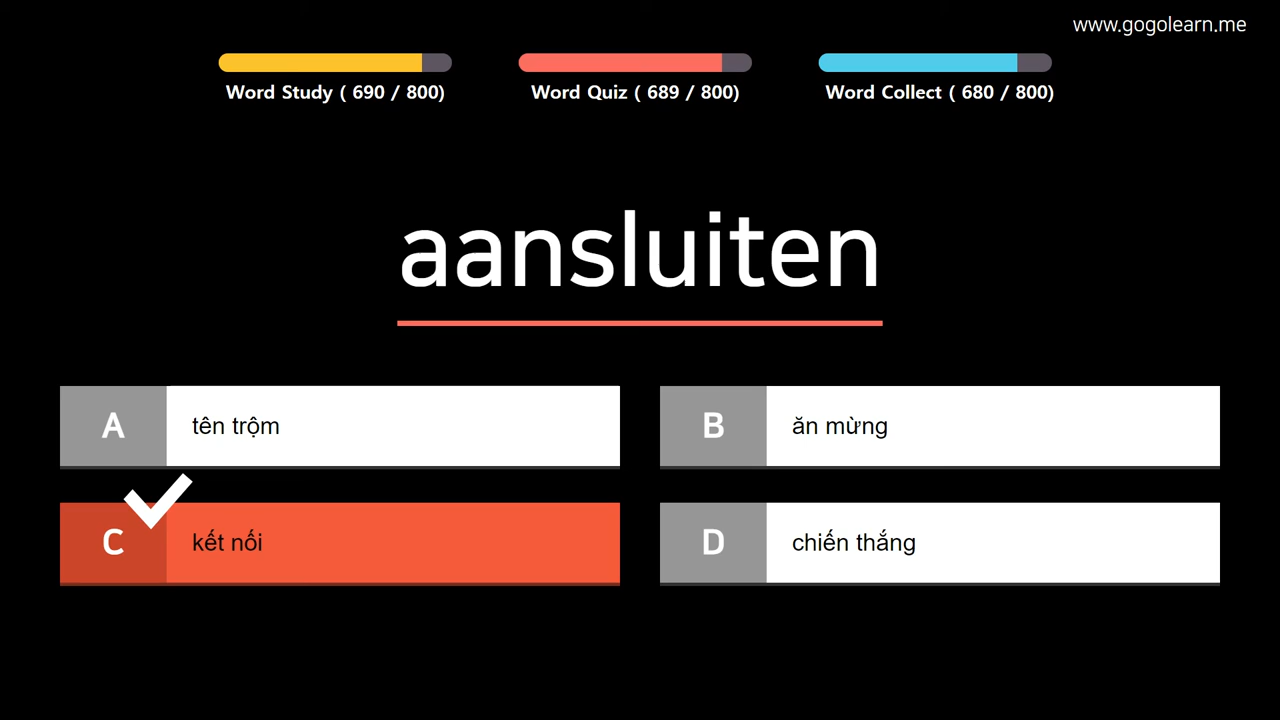 www.gogolearn.me
Word Study ( 690 / 800)
Word Quiz ( 689 / 800)
Word Collect ( 680 / 800)
aansluiten
A
tên trộm
B
ăn mừng
C
kết nối
D
chiến thắng